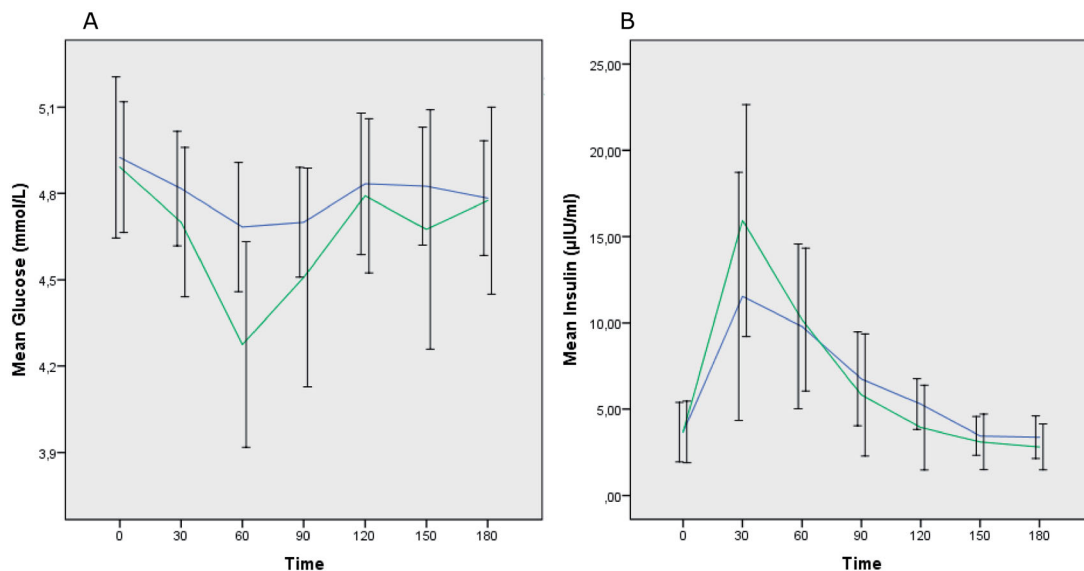 A
Mean Glucose (mmol/L)
5,1
4,8
4,5
4,2
3,9
0 30 60 90 120 150 180
Time
B
Mean Insulin (µIU/ml)
25,00
20,00
15,00
10,00
5,00
,00
0 30 60 90 120 150 180
Time